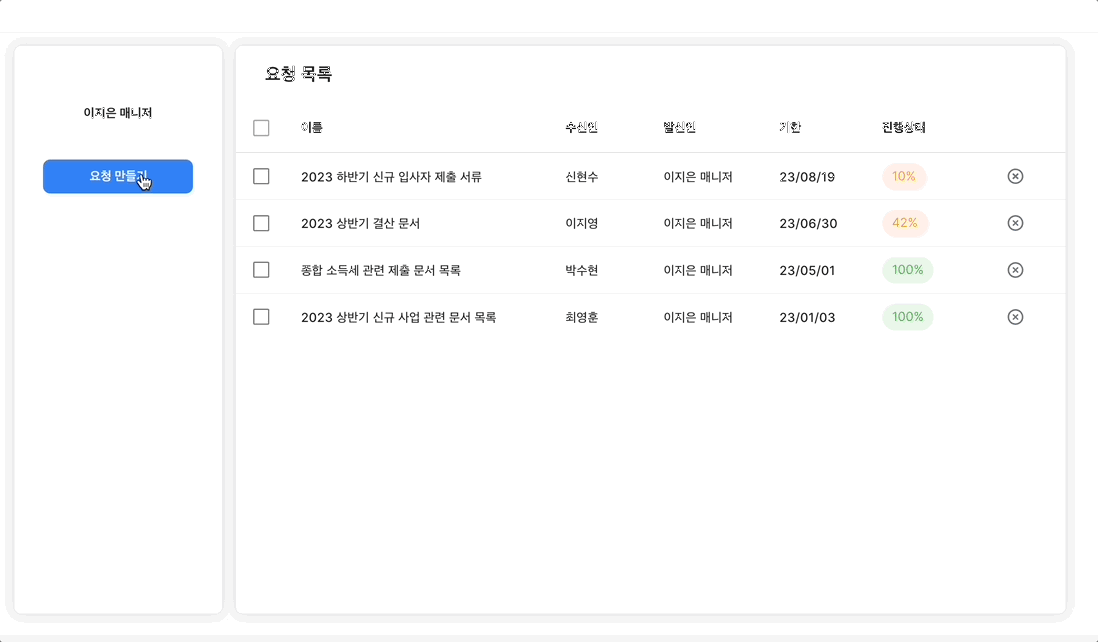 이지은 매니저
요청 만들기
요청 목록
이름 수신인 발신인 기한 진행상태
2023 하반기 신규 입사자 제출 서류 신현수 이지은 매니저 23/08/19 10%
2023 상반기 결산 문서 이지영 이지은 매니저 23/06/30 42%
종합 소득세 관련 제출 문서 목록 박수현 이지은 매니저 23/05/01 100%
2023 상반기 신규 사업 관련 문서 목록 최영훈 이지은 매니저 23/01/03 100%